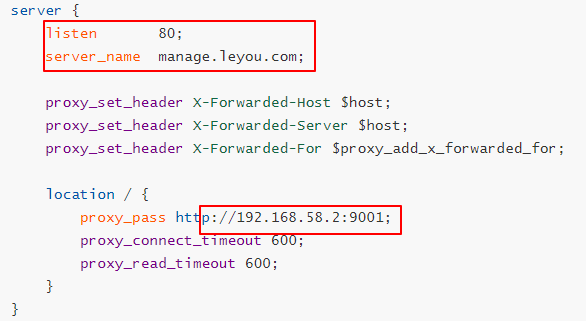 server {
    listen       80;
    server_name  manage.leyou.com;
    proxy_set_header X-Forwarded-Host $host;
    proxy_set_header X-Forwarded-Server $host;
    proxy_set_header X-Forwarded-For $proxy_add_x_forwarded_for;
    location / {
        proxy_pass http://192.168.58.2:9001;
        proxy_connect_timeout 600;
        proxy_read_timeout 600;
    }
}